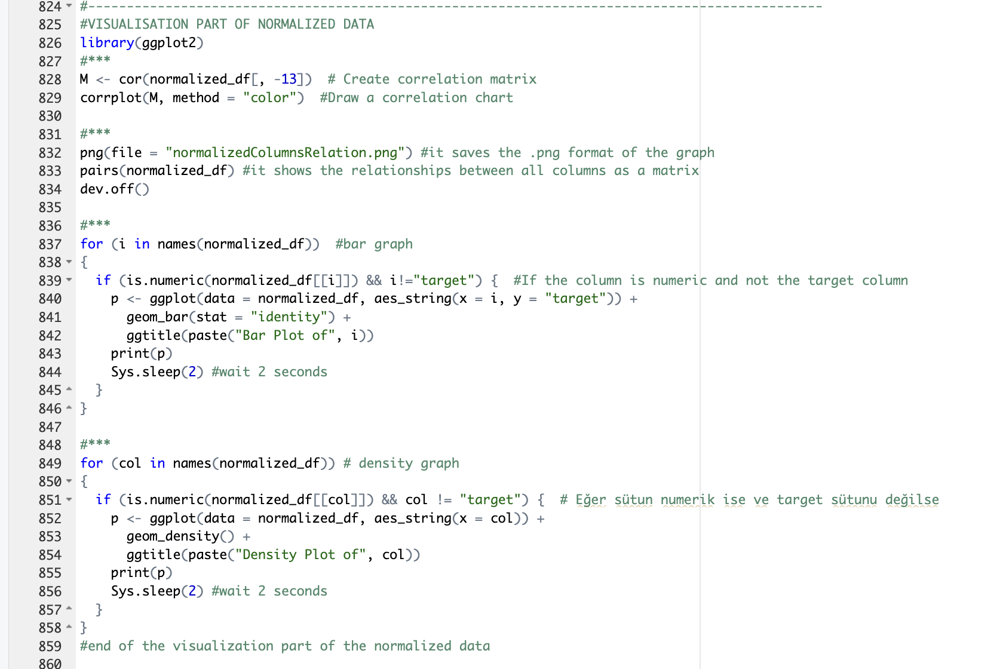 824 #-----------------------------------------------------------------------------------------------
825 #VISUALISATION PART OF NORMALIZED DATA
826 library(ggplot2)
827 #***
828 M <- cor(normalized_df[, -13])  # Create correlation matrix
829 corrplot(M, method = "color")  #Draw a correlation chart
830
831 #***
832 png(file = "normalizedColumnsRelation.png") #it saves the .png format of the graph
833 pairs(normalized_df) #it shows the relationships between all columns as a matrix
834 dev.off()
835
836 #***
837 for (i in names(normalized_df))  #bar graph
838 {
839   if (is.numeric(normalized_df[[i]]) && i!="target") {  #If the column is numeric and not the target column
840     p <- ggplot(data = normalized_df, aes_string(x = i, y = "target")) +
841       geom_bar(stat = "identity") +
842       ggtitle(paste("Bar Plot of", i))
843     print(p)
844     Sys.sleep(2) #wait 2 seconds
845   }
846 }
847
848 #***
849 for (col in names(normalized_df)) # density graph
850 {
851   if (is.numeric(normalized_df[[col]]) && col != "target") {  # Eğer sütun numerik ise ve target sütunu değilse
852     p <- ggplot(data = normalized_df, aes_string(x = col)) +
853       geom_density() +
854       ggtitle(paste("Density Plot of", col))
855     print(p)
856     Sys.sleep(2) #wait 2 seconds
857   }
858 }
859 #end of the visualization part of the normalized data
860